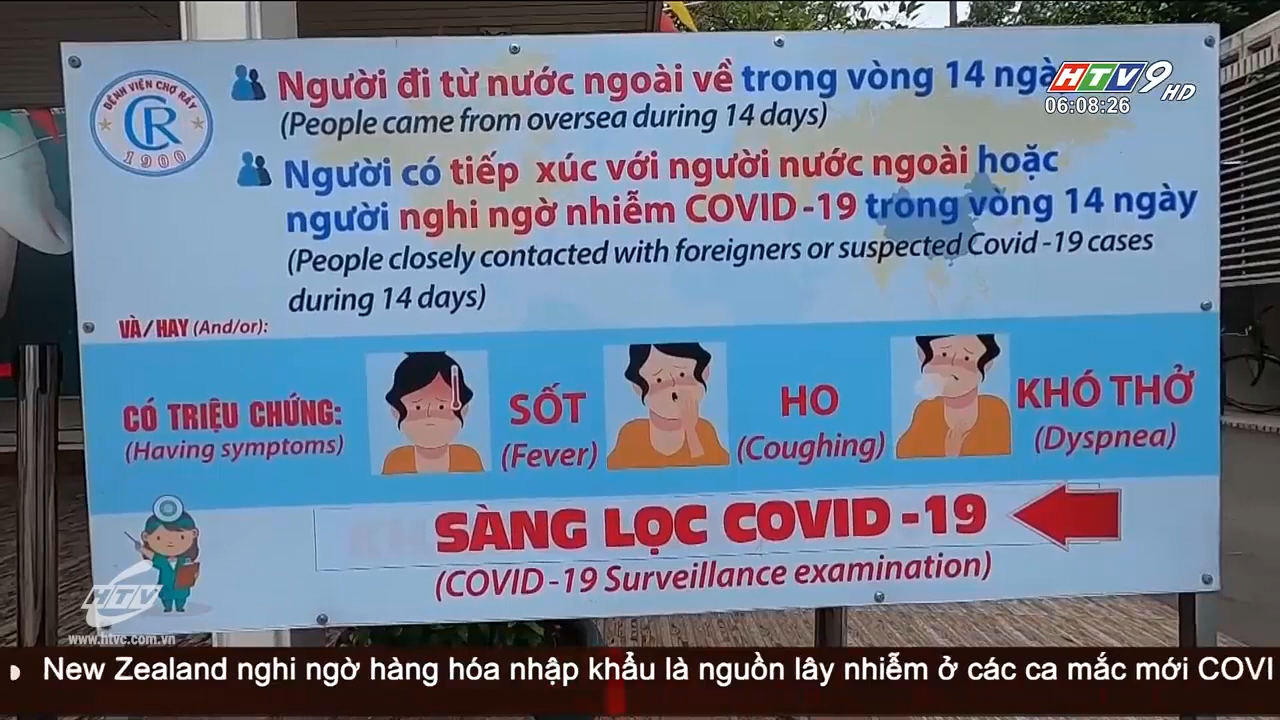 BỆNH VIỆN CHỢ RẪY
CR
1900
Người đi từ nước ngoài về trong vòng 14
HTV9 HD
06:08:26
(People came from oversea during 14 days)
Người có tiếp xúc với người nước ngoài hoặc
người nghi ngờ nhiễm COVID -19 trong vòng 14 ngày
(People closely contacted with foreigners or suspected Covid -19 cases
during 14 days)
VÀ/HAY (And/or):
CÓ TRIỆU CHỨNG:
(Having symptoms)
SỐT
(Fever)
HO
(Coughing)
KHÓ THỞ
(Dyspnea)
SÀNG LỌC COVID -19
(COVID -19 Surveillance examination)
HTV
www.htvc.com.vn
New Zealand nghi ngờ hàng hóa nhập khẩu là nguồn lây nhiễm ở các ca mắc mới COVI